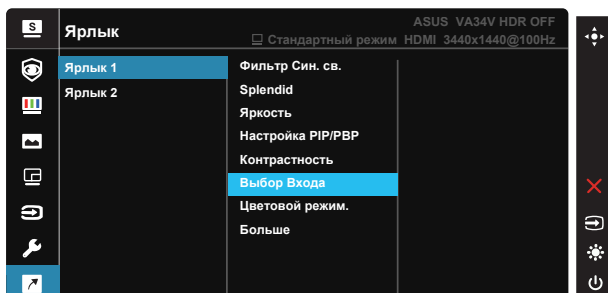 S
Ярлык
ASUS VA34V HDR OFF
Стандартный режим HDMI 3440x1440@100Hz
Ярлык 1
Ярлык 2
Фильтр Син. св.
Splendid
Яркость
Настройка PIP/PBP
Контрастность
Выбор Входа
Цветовой режим.
Больше